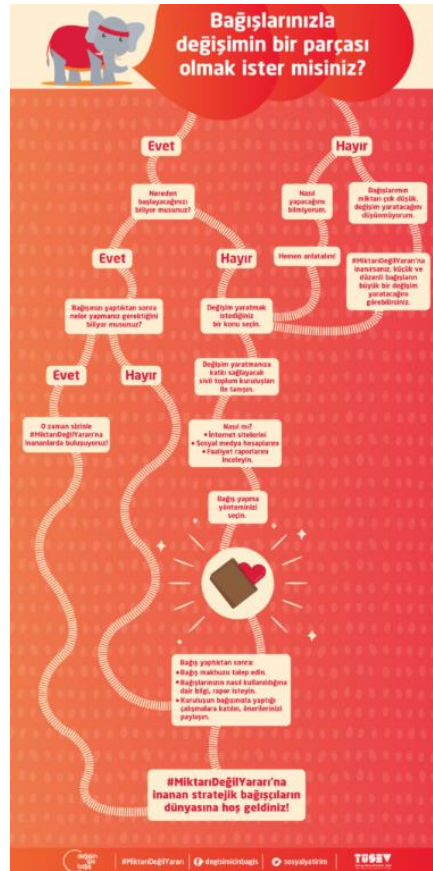 Bağışlarınızla
değişimin bir parçası
olmak ister misiniz?
Evet
Hayır
Nereden
başlayacağınızı
biliyor musunuz?
Nasıl
yapacağımı
bilmiyorum.
Bağışlarımın
miktarı çok düşük,
değişim yaratacağını
düşünmüyorum.
Evet
Hayır
Hemen anlatalım!
#MiktarıDeğilYararı'na
inanırsanız, küçük ve
düzenli bağışların
büyük bir değişim
yaratacağını
görebilirsiniz.
Bağışınızı yaptıktan sonra
neler yapmanız gerektiğini
biliyor musunuz?
Değişim yaratmak
istediğiniz
bir konu seçin.
Evet
Hayır
Değişim yaratmanıza
katkı sağlayacak
sivil toplum kuruluşları
ile tanışın.
O zaman sizinle
#MiktarıDeğilYararı'na
inananlarda buluşuyoruz!
Nasıl mı?
• İnternet sitelerini
• Sosyal medya hesaplarını
• Faaliyet raporlarını
inceleyin.
Bağış yapma
yönteminizi
seçin.
Bağış yaptıktan sonra:
• Bağış makbuzu talep edin.
• Bağışlarınızın nasıl kullanıldığına
dair bilgi, rapor isteyin.
• Kuruluşun bağışınızla yaptığı
çalışmalara katılın, önerilerinizi
paylaşın.
#MiktarıDeğilYararı'na
inanan stratejik bağışçıların
dünyasına hoş geldiniz!
değişim
için
bağış
#MiktarıDeğilYararı
degisimicinbagis
sosyalyatirim
TÜSEV